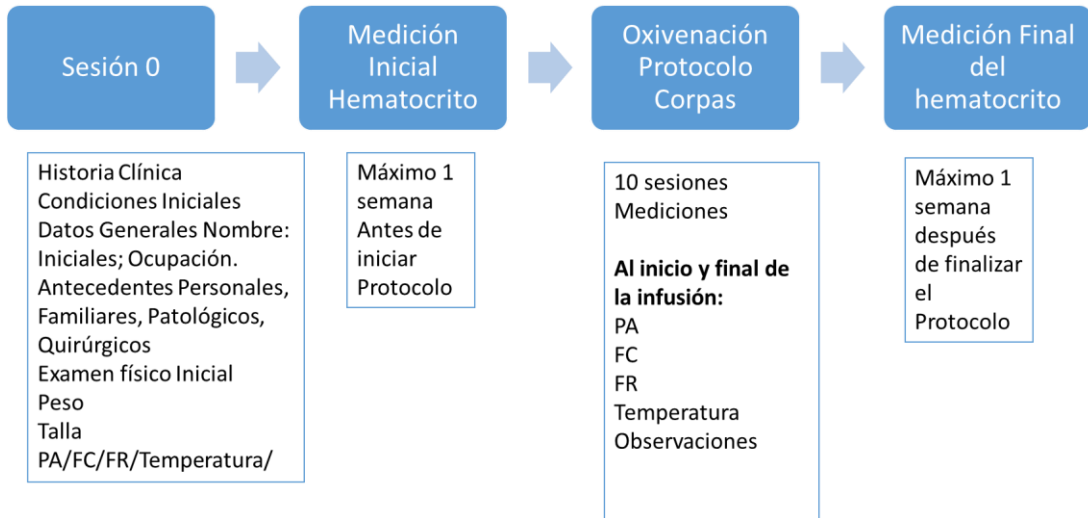 Sesión 0
Medición
Inicial
Hematocrito
Oxivenación
Protocolo
Corpas
Medición Final
del
hematocrito
Historia Clínica
Condiciones Iniciales
Datos Generales Nombre:
Iniciales; Ocupación.
Antecedentes Personales,
Familiares, Patológicos,
Quirúrgicos
Examen físico Inicial
Peso
Talla
PA/FC/FR/Temperatura/
Máximo 1
semana
Antes de
iniciar
Protocolo
10 sesiones
Mediciones
Al inicio y final de
la infusión:
PA
FC
FR
Temperatura
Observaciones
Máximo 1
semana
después
de finalizar
el
Protocolo